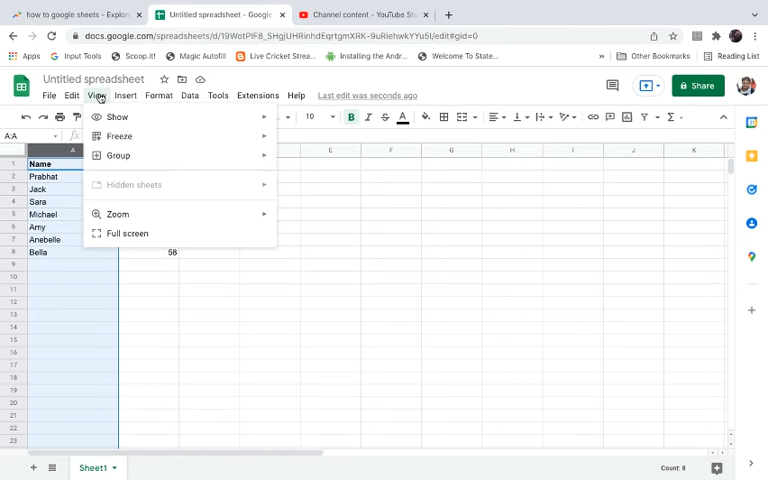 how to google sheets - Explore
Untitled spreadsheet - Google
Channel content - YouTube Stu
docs.google.com/spreadsheets/d/19WotPlF8_SHgjUHRinhdEqrtgmXRK-9uRiehwkYYu5I/edit#gid=0
Apps Input Tools Scoop.it! Magic Autofill Live Cricket Stream... Installing the Andr... Welcome To State... » Other Bookmarks Reading List
Untitled spreadsheet
File Edit View Insert Format Data Tools Extensions Help Last edit was seconds ago
Share
10 B I S A
A:A fx
Show
Freeze
Group
Hidden sheets
Zoom
Full screen
A E F G H I J K
1 Name
2 Prabhat
3 Jack
4 Sara
5 Michael
6 Amy
7 Anebelle
8 Bella 58
9
10
11
12
13
14
15
16
17
18
19
20
21
22
23
Sheet1
Count: 8